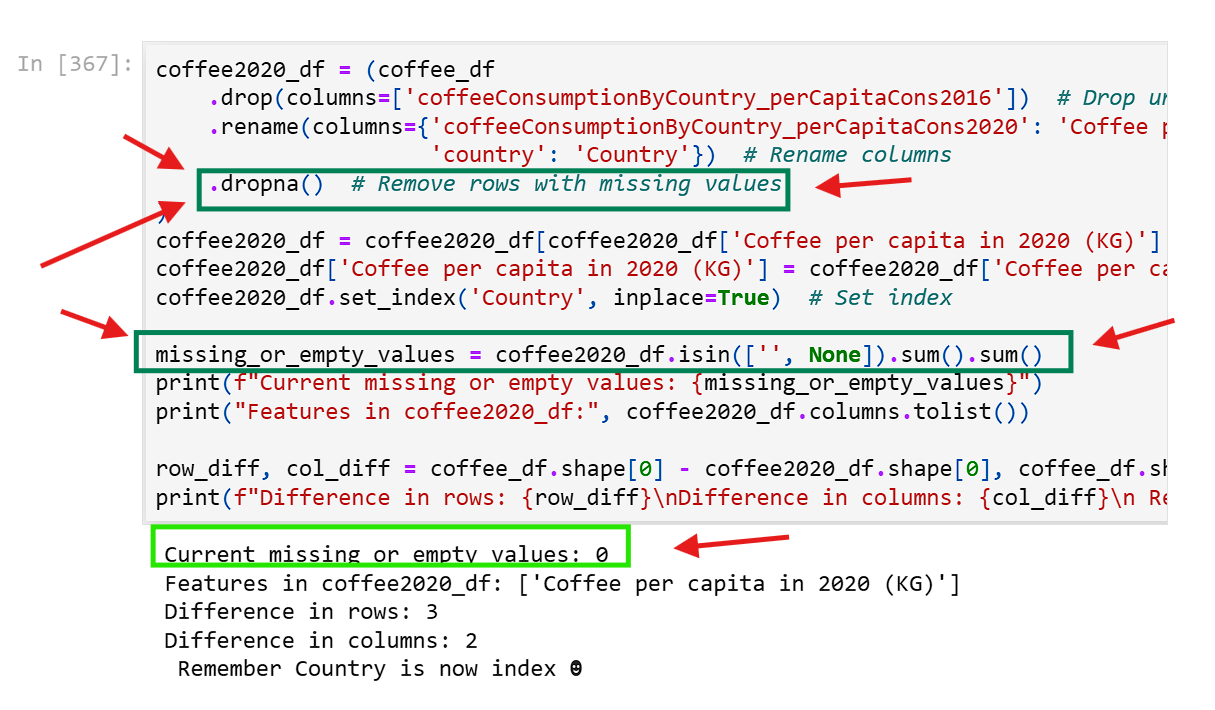 In [367]:
coffee2020_df = (coffee_df
.drop(columns=['coffeeConsumptionByCountry_perCapitaCons2016']) # Drop
.rename(columns={'coffeeConsumptionByCountry_perCapitaCons2020': 'Coffee
'country': 'Country'}) # Rename columns
.dropna() # Remove rows with missing values
)
coffee2020_df = coffee2020_df[coffee2020_df['Coffee per capita in 2020 (KG)']
coffee2020_df['Coffee per capita in 2020 (KG)'] = coffee2020_df['Coffee per
coffee2020_df.set_index('Country', inplace=True) # Set index
missing_or_empty_values = coffee2020_df.isin(['', None]).sum().sum()
print(f"Current missing or empty values: {missing_or_empty_values}")
print("Features in coffee2020_df:", coffee2020_df.columns.tolist())
row_diff, col_diff = coffee_df.shape[0] - coffee2020_df.shape[0],
print(f"Difference in rows: {row_diff}\nDifference in columns: {col_diff}\n
Current missing or empty values: 0
Features in coffee2020_df: ['Coffee per capita in 2020 (KG)']
Difference in rows: 3
Difference in columns: 2
Remember Country is now index